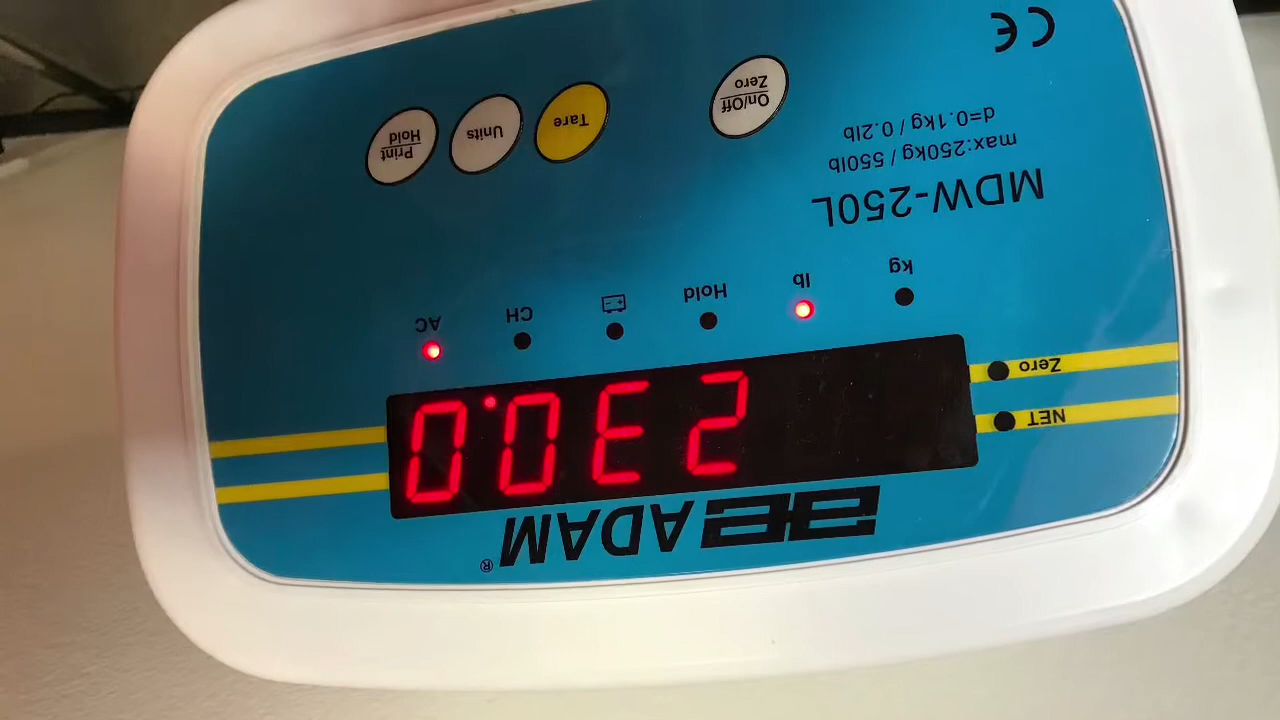 ae ADAM®
230.0
NET
Zero
kg lb Hold CH AC
MDW-250L
max:250kg / 550lb
d=0.1kg / 0.2lb
On/Off
Zero
Tare
Units
Print
Hold
CE